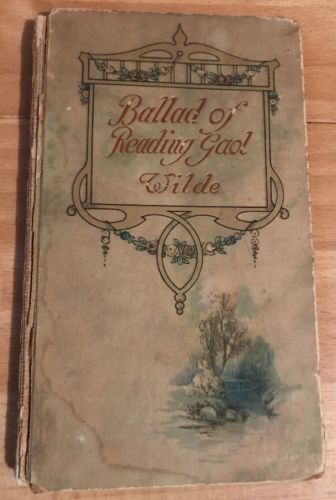 Ballad of
Reading Gaol
Wilde